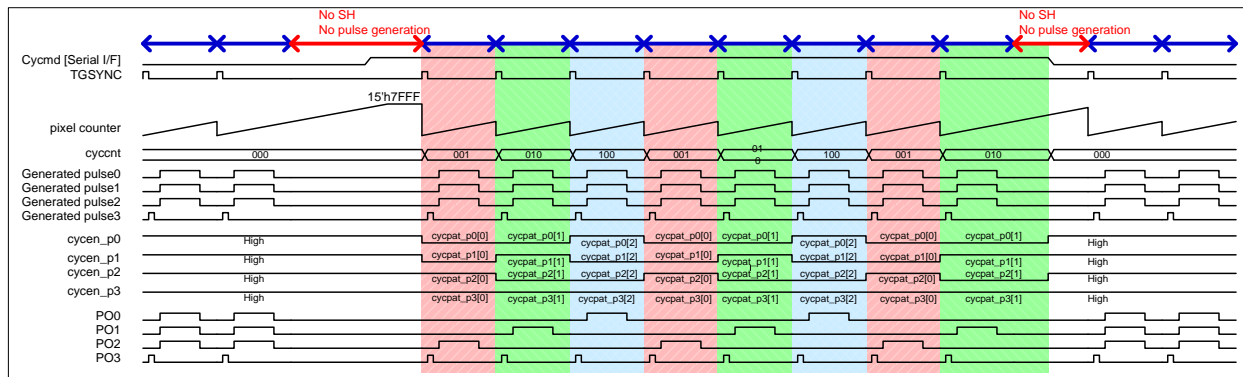 No SH
No pulse generation
No SH
No pulse generation
Cycmd [Serial I/F]
TGSYNC
15'h7FFF
pixel counter
cyccnt
000 001 010 100 001 01 0 100 001 010 000
Generated pulse0
Generated pulse1
Generated pulse2
Generated pulse3
cycen_p0 High cycpat_p0[0] cycpat_p0[1] cycpat_p0[2] cycpat_p0[0] cycpat_p0[1] cycpat_p0[2] cycpat_p0[0] cycpat_p0[1] High
cycen_p1 High cycpat_p1[0] cycpat_p1[1] cycpat_p1[2] cycpat_p1[0] cycpat_p1[1] cycpat_p1[2] cycpat_p1[0] cycpat_p1[1] High
cycen_p2 High cycpat_p2[0] cycpat_p2[1] cycpat_p2[2] cycpat_p2[0] cycpat_p2[1] cycpat_p2[2] cycpat_p2[0] cycpat_p2[1] High
cycen_p3 High cycpat_p3[0] cycpat_p3[1] cycpat_p3[2] cycpat_p3[0] cycpat_p3[1] cycpat_p3[2] cycpat_p3[0] cycpat_p3[1] High
PO0
PO1
PO2
PO3